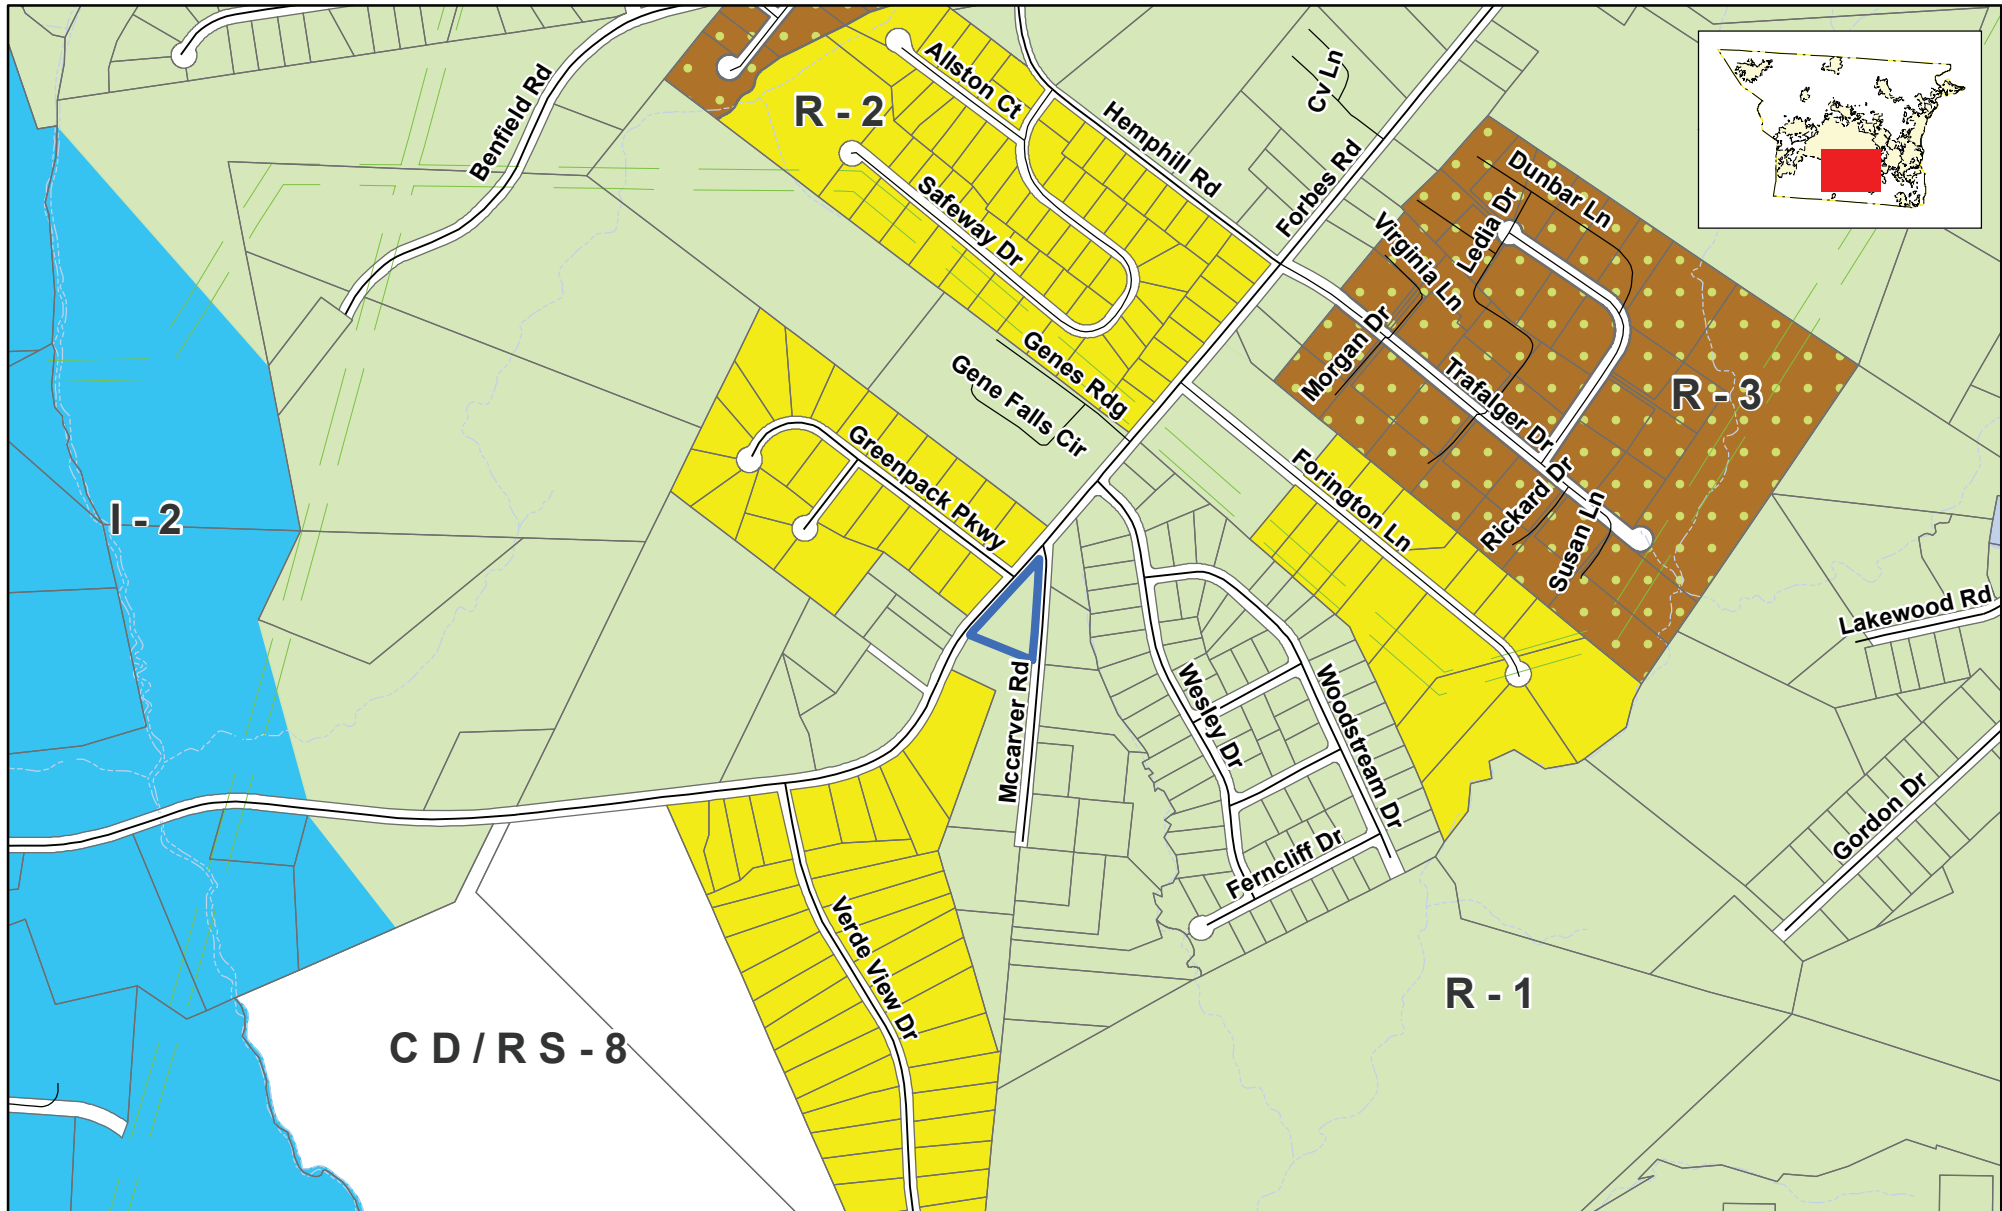 Benfield Rd
R - 2
Allston Ct
Hemphill Rd
Cv Ln
Forbes Rd
Safeway Dr
Dunbar Ln
Ledia Dr
Virginia Ln
Morgan Dr
Trafalger Dr
R - 3
Genes Rdg
Gene Falls Cir
Greenpack Pkwy
Forington Ln
Rickard Dr
Susan Ln
I - 2
Lakewood Rd
Mccarver Rd
Wesley Dr
Woodstream Dr
Gordon Dr
Ferncliff Dr
Verde View Dr
R - 1
CD/RS-8